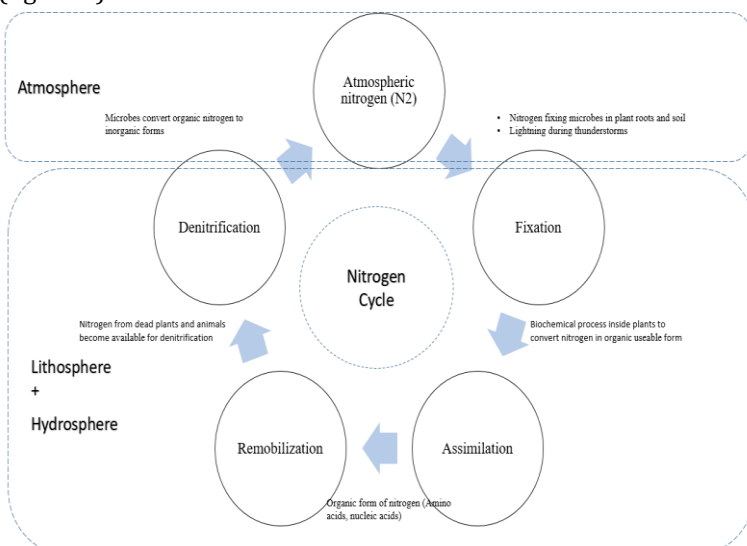 Atmosphere
Atmospheric
nitrogen (N2)
Microbes convert organic nitrogen to
inorganic forms
• Nitrogen fixing microbes in plant roots and soil
• Lightning during thunderstorms
Denitrification
Fixation
Nitrogen
Cycle
Nitrogen from dead plants and animals
become available for denitrification
Biochemical process inside plants to
convert nitrogen in organic useable form
Lithosphere
+
Hydrosphere
Remobilization
Assimilation
Organic form of nitrogen (Amino
acids, nucleic acids)